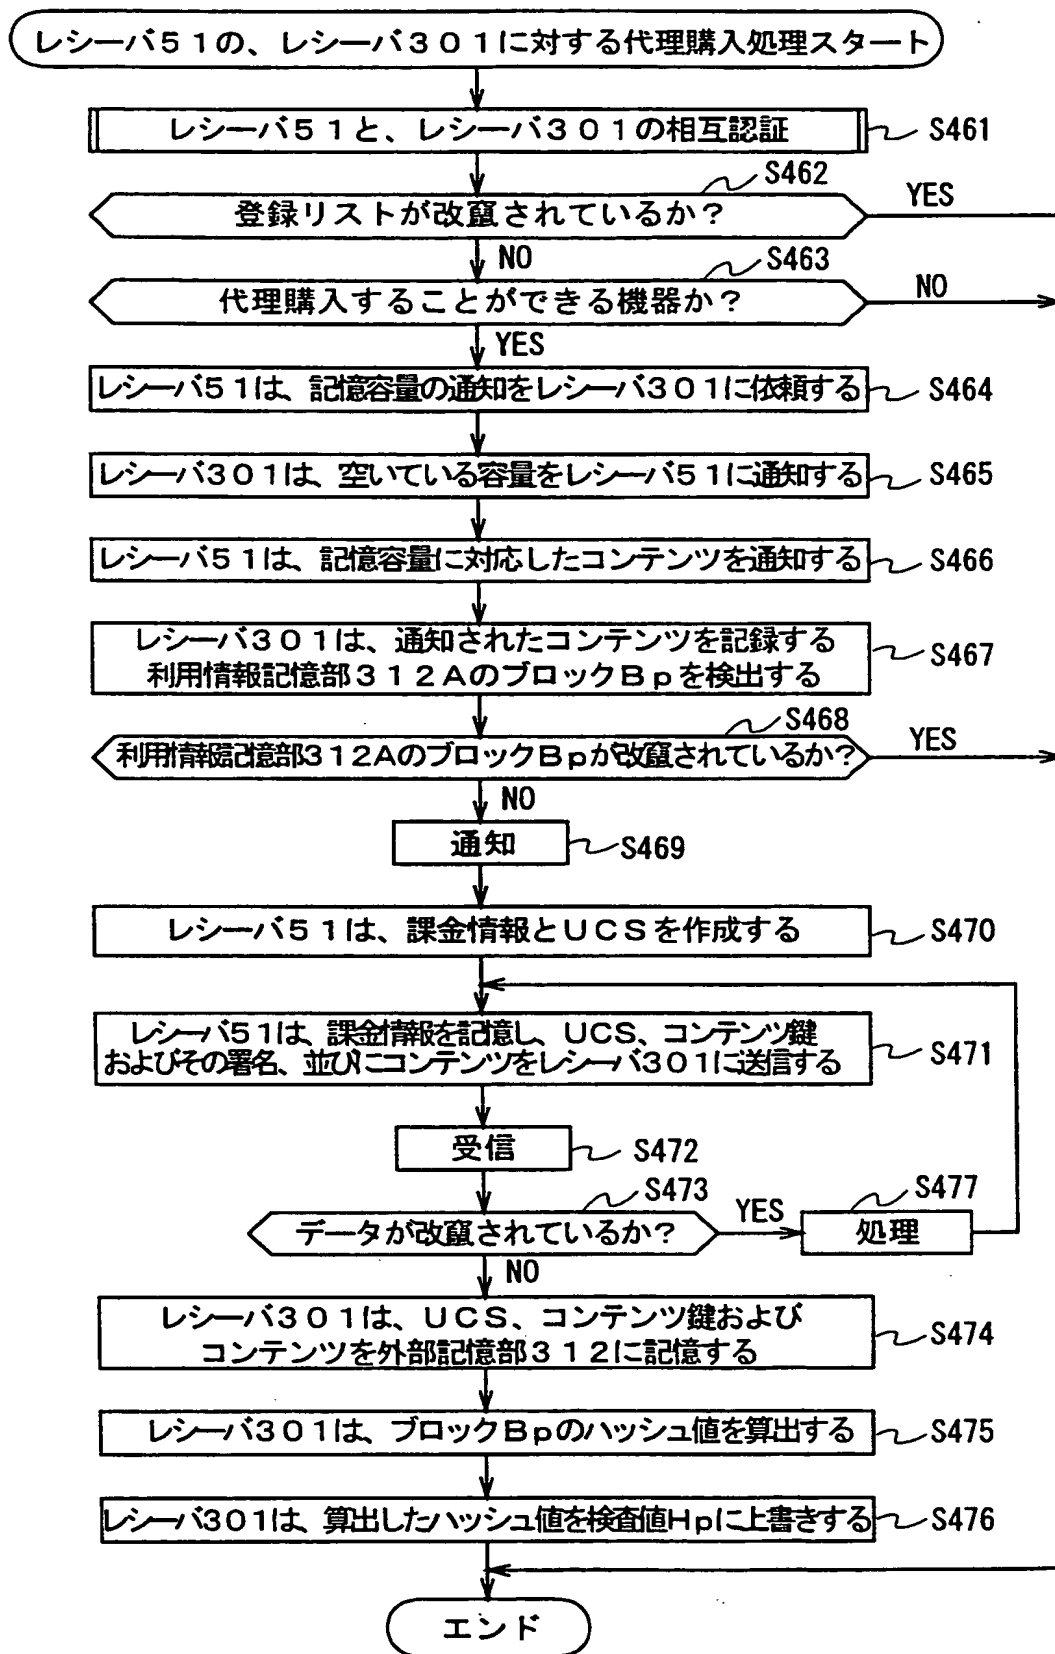 レシーバ５１の、レシーバ３０１に対する代理購入処理スタート
レシーバ５１と、レシーバ３０１の相互認証
S461
S462
登録リストが改竄されているか？
YES
NO
S463
代理購入することができる機器か？
NO
YES
レシーバ５１は、記憶容量の通知をレシーバ３０１に依頼する
S464
レシーバ３０１は、空いている容量をレシーバ５１に通知する
S465
レシーバ５１は、記憶容量に対応したコンテンツを通知する
S466
レシーバ３０１は、通知されたコンテンツを記録する
利用情報記憶部３１２ＡのブロックＢｐを検出する
S467
S468
利用情報記憶部３１２ＡのブロックＢｐが改竄されているか？
YES
NO
通知
S469
レシーバ５１は、課金情報とＵＣＳを作成する
S470
レシーバ５１は、課金情報を記憶し、ＵＣＳ、コンテンツ鍵
およびその署名、並びにコンテンツをレシーバ３０１に送信する
S471
受信
S472
S473
データが改竄されているか？
YES
S477
処理
NO
レシーバ３０１は、ＵＣＳ、コンテンツ鍵および
コンテンツを外部記憶部３１２に記憶する
S474
レシーバ３０１は、ブロックＢｐのハッシュ値を算出する
S475
レシーバ３０１は、算出したハッシュ値を検査値Ｈｐに上書きする
S476
エンド